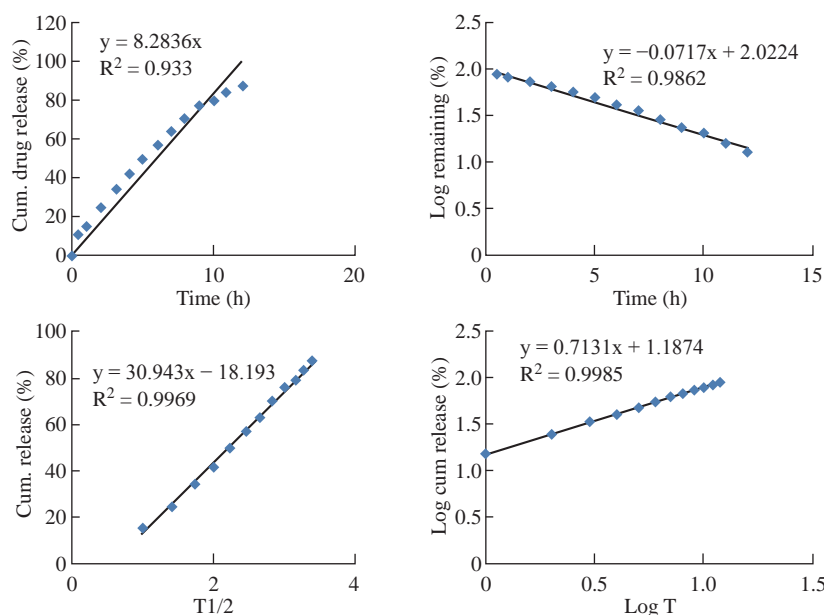 120
100
80
60
40
20
0
0
10
20
Cum. drug release (%)
Time (h)
y = 8.2836x
R² = 0.933
2.5
2.0
1.5
1.0
0.5
0
0
5
10
15
Log remaining (%)
Time (h)
y = −0.0717x + 2.0224
R² = 0.9862
100
80
60
40
20
0
0
2
4
Cum. release (%)
T1/2
y = 30.943x − 18.193
R² = 0.9969
2.5
2.0
1.5
1.0
0.5
0
0
0.5
1.0
1.5
Log cum release (%)
Log T
y = 0.7131x + 1.1874
R² = 0.9985